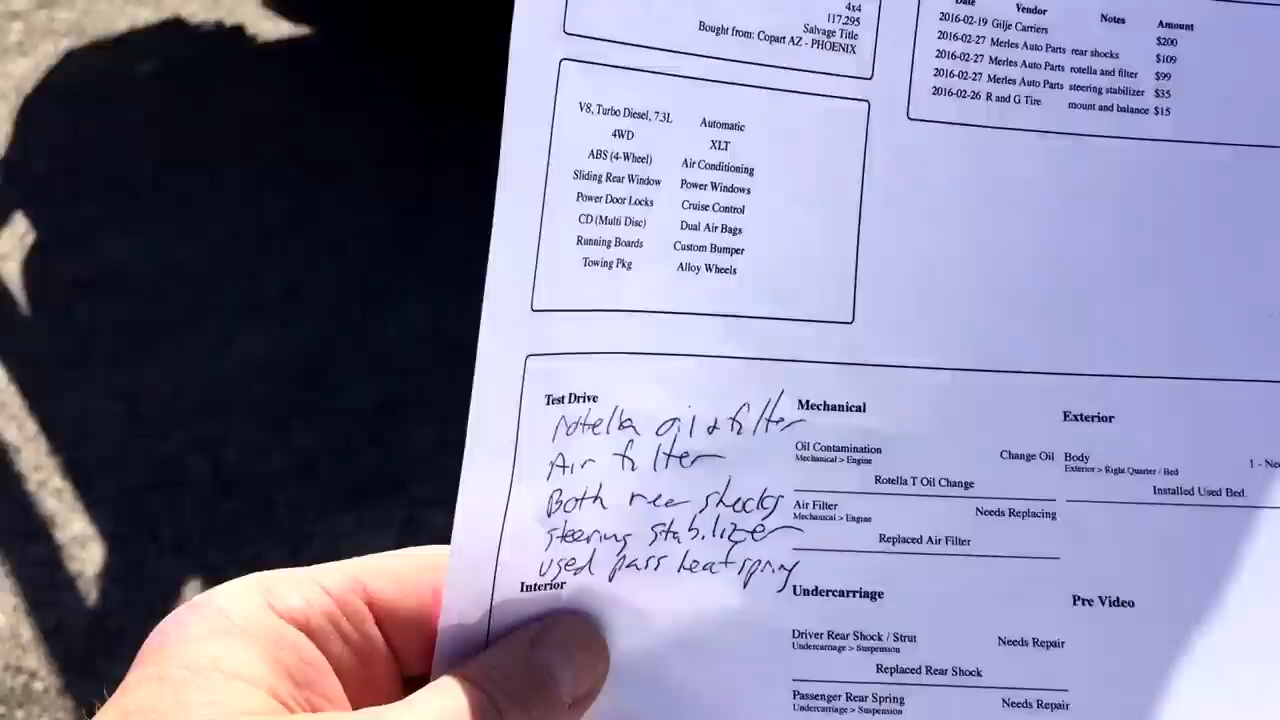 4x4
117,295
Salvage Title
Bought from: Copart AZ - PHOENIX
Date Vendor Notes Amount
2016-02-19 Gilje Carriers $200
2016-02-27 Merles Auto Parts rear shocks $109
2016-02-27 Merles Auto Parts rotella and filter $99
2016-02-27 Merles Auto Parts steering stabilizer $35
2016-02-26 R and G Tire mount and balance $15
V8, Turbo Diesel, 7.3L Automatic
4WD XLT
ABS (4-Wheel) Air Conditioning
Sliding Rear Window Power Windows
Power Door Locks Cruise Control
CD (Multi Disc) Dual Air Bags
Running Boards Custom Bumper
Towing Pkg Alloy Wheels
Test Drive
Rotella oil & filter
Air filter
Both rear shocks
steering stabilizer
used pass leaf spring
Interior
Mechanical
Oil Contamination Change Oil
Mechanical > Engine
Rotella T Oil Change
Air Filter Needs Replacing
Mechanical > Engine
Replaced Air Filter
Undercarriage
Driver Rear Shock / Strut Needs Repair
Undercarriage > Suspension
Replaced Rear Shock
Passenger Rear Spring Needs Repair
Undercarriage > Suspension
Exterior
Body 1 -
Exterior > Right Quarter / Bed
Installed Used Bed
Pre Video